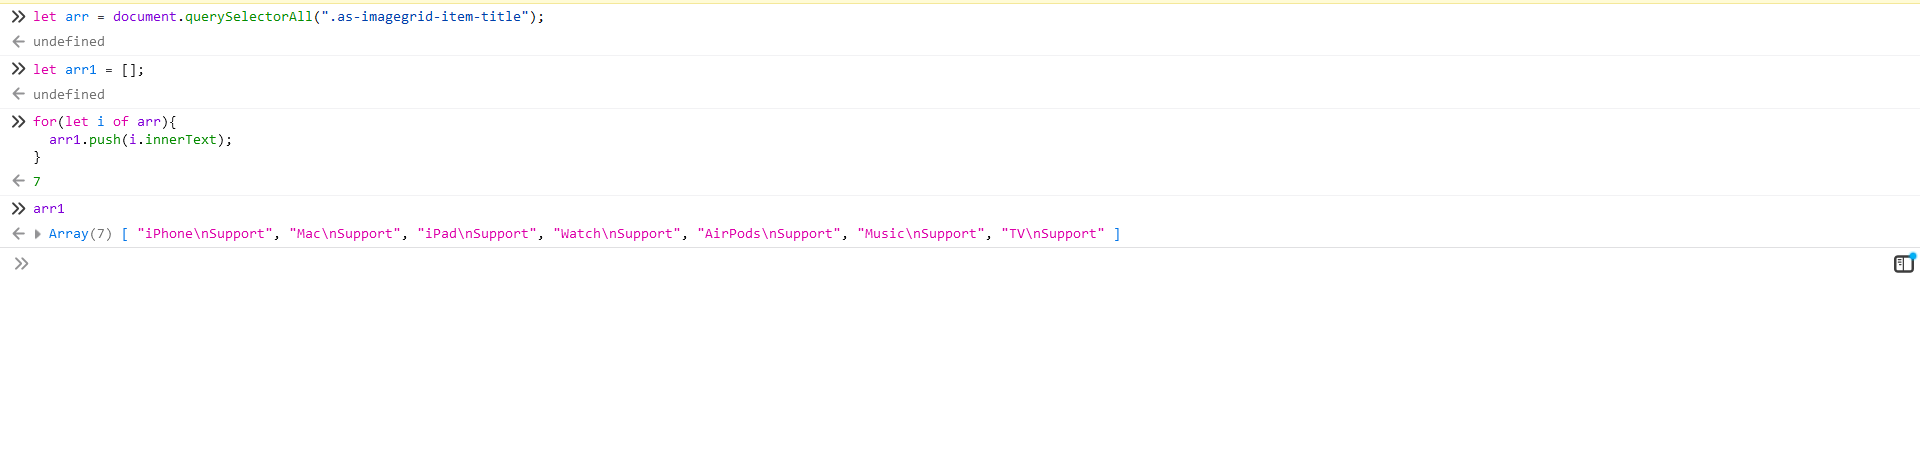 let arr = document.querySelectorAll(".as-imagegrid-item-title");
undefined
let arr1 = [];
undefined
for(let i of arr){
  arr1.push(i.innerText);
}
7
arr1
Array(7) [ "iPhone\nSupport", "Mac\nSupport", "iPad\nSupport", "Watch\nSupport", "AirPods\nSupport", "Music\nSupport", "TV\nSupport" ]